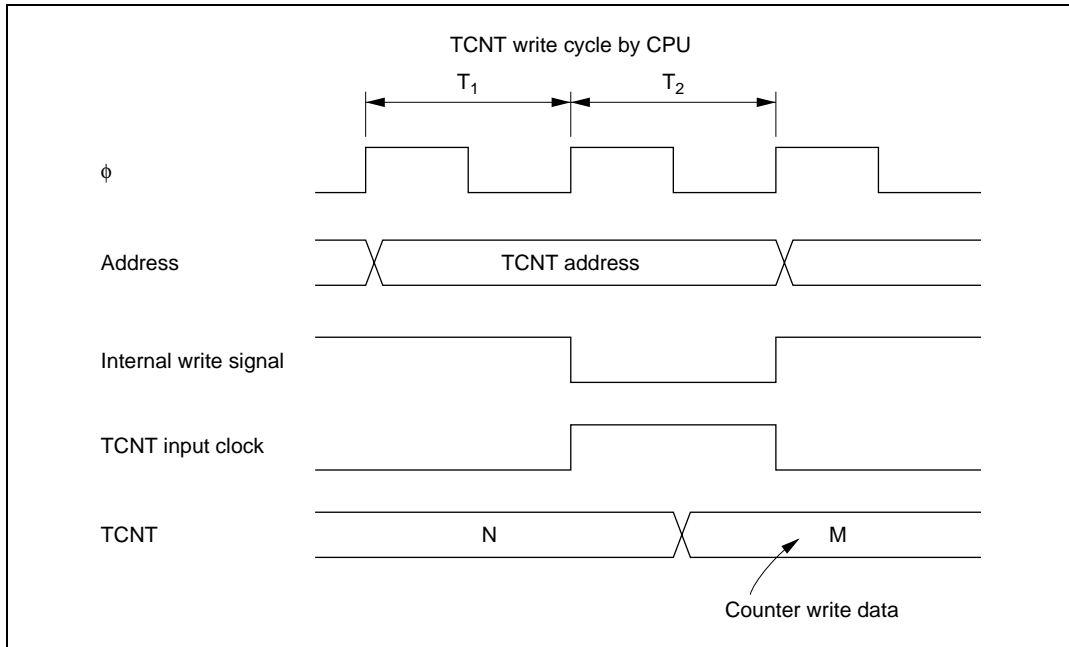 TCNT write cycle by CPU
T1 T2
ϕ
Address TCNT address
Internal write signal
TCNT input clock
TCNT N M
Counter write data